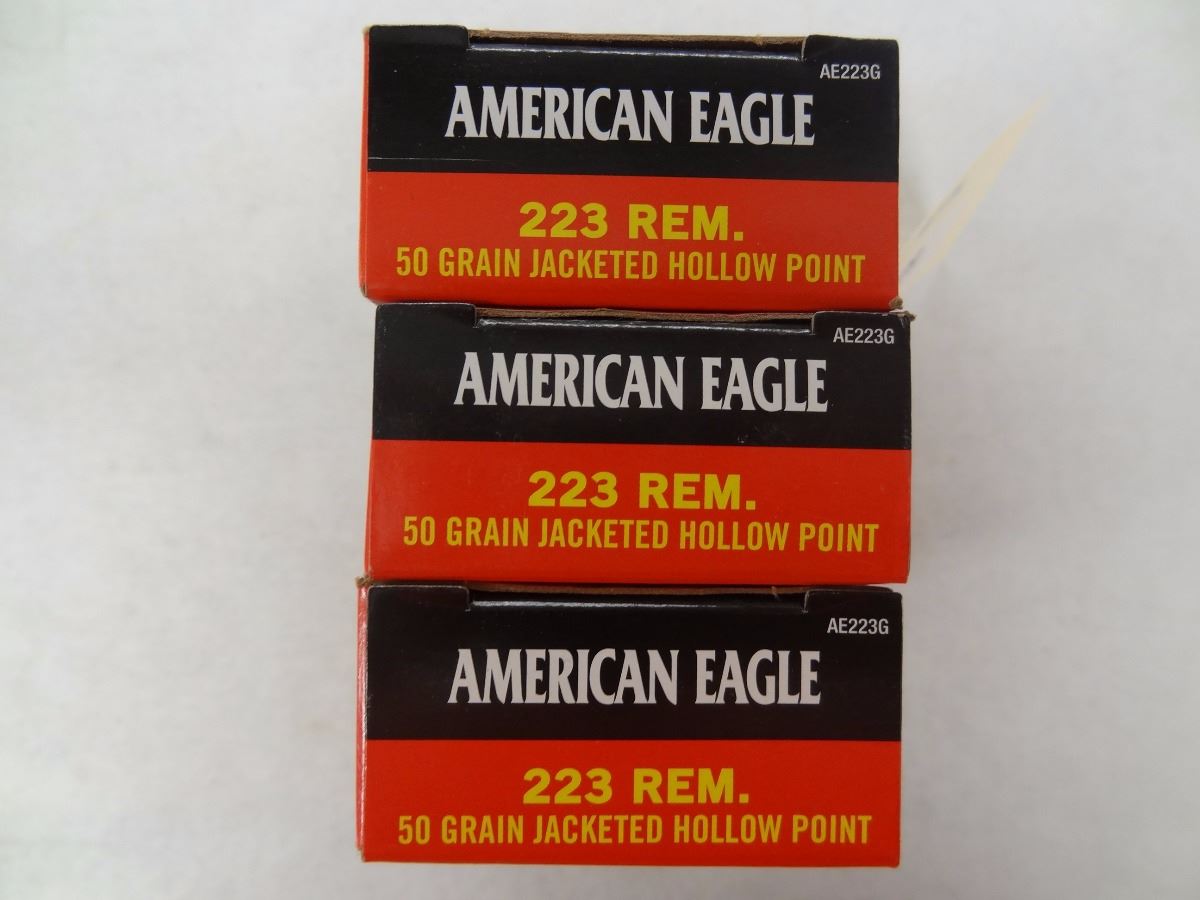 AE223G
AMERICAN EAGLE
223 REM.
50 GRAIN JACKETED HOLLOW POINT
AE223G
AMERICAN EAGLE
223 REM.
50 GRAIN JACKETED HOLLOW POINT
AE223G
AMERICAN EAGLE
223 REM.
50 GRAIN JACKETED HOLLOW POINT